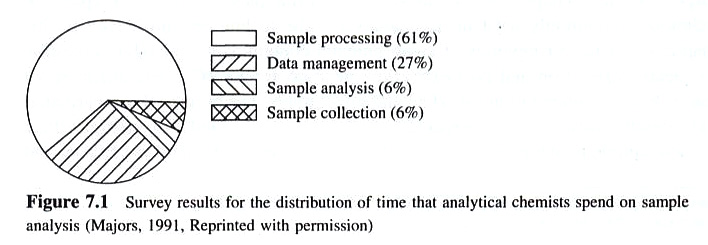 Sample processing (61%)
Data management (27%)
Sample analysis (6%)
Sample collection (6%)
Figure 7.1 Survey results for the distribution of time that analytical chemists spend on sample
analysis (Majors, 1991, Reprinted with permission)